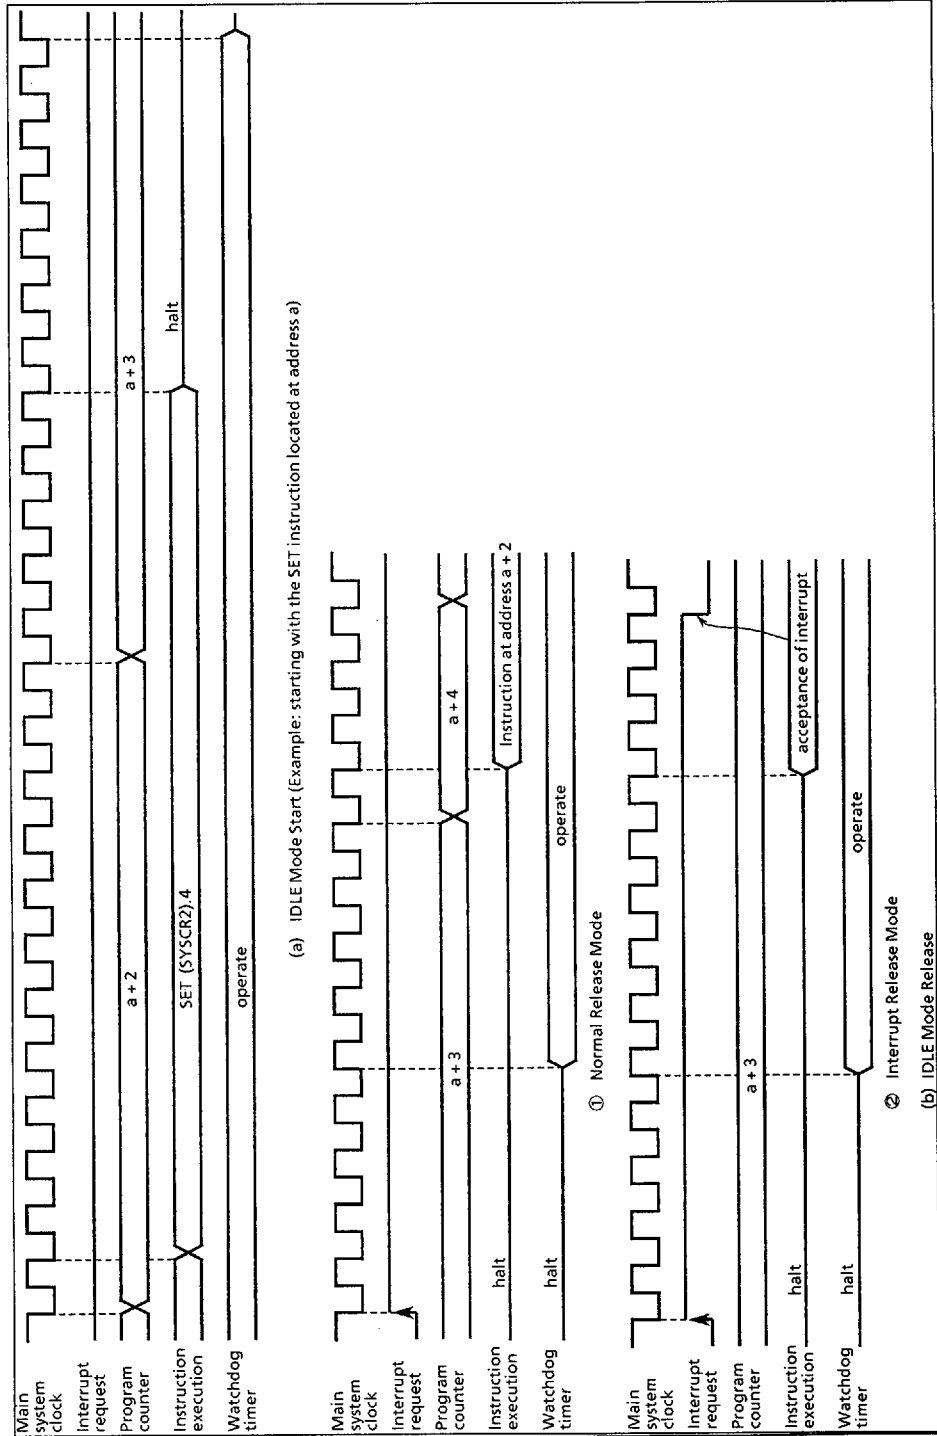 Main
system
clock
Interrupt
request
Program
counter
a + 2
a + 3
Instruction
execution
SET (SYSCR2).4
halt
Watchdog
timer
operate
(a) IDLE Mode Start (Example: starting with the SET instruction located at address a)
Main
system
clock
Interrupt
request
Program
counter
a + 3
a + 4
Instruction
execution
halt
Instruction at address a + 2
Watchdog
timer
halt
operate
① Normal Release Mode
Main
system
clock
Interrupt
request
Program
counter
a + 3
Instruction
execution
halt
acceptance of interrupt
Watchdog
timer
halt
operate
② Interrupt Release Mode
(b) IDLE Mode Release